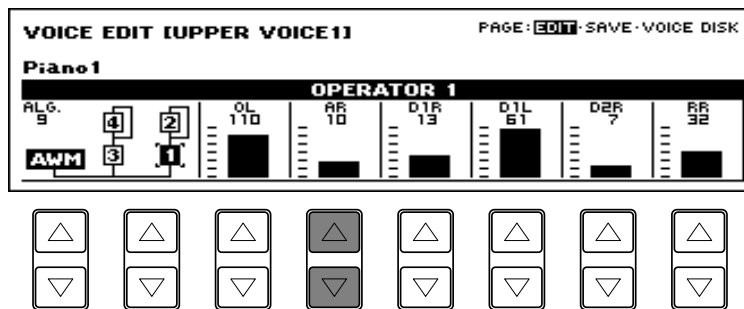 VOICE EDIT [UPPER VOICE1] PAGE:EDIT·SAVE·VOICE DISK
Piano1
OPERATOR 1
ALG. OL AR D1R D1L D2R RR
9 110 10 13 61 7 32
4 2
AWM 3 1